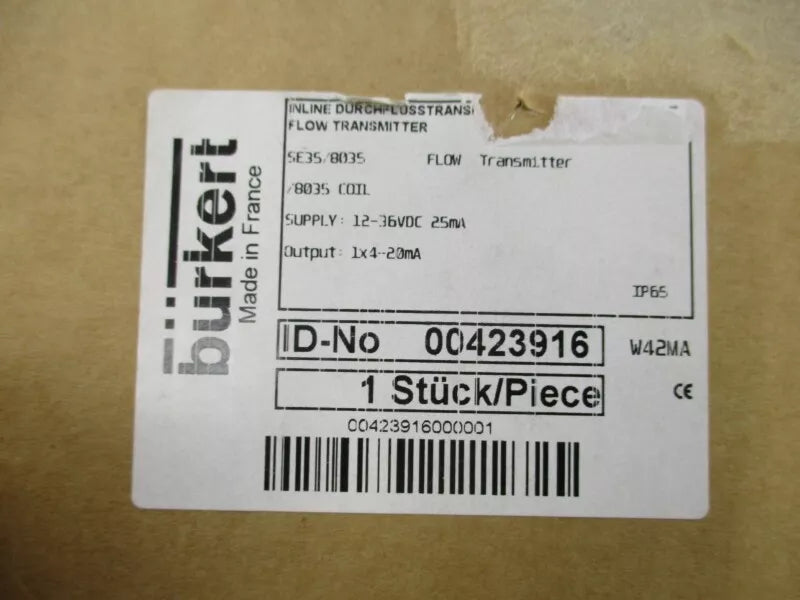 bürkert
Made in France
INLINE DURCHFLUSSTRANS
FLOW TRANSMITTER
SE35/8035 FLOW Transmitter
/8035 COIL
SUPPLY: 12-36VDC 25mA
Output: 1x4-20mA
IP65
ID-No 00423916
W42MA
1 Stück/Piece
CE
00423916000001